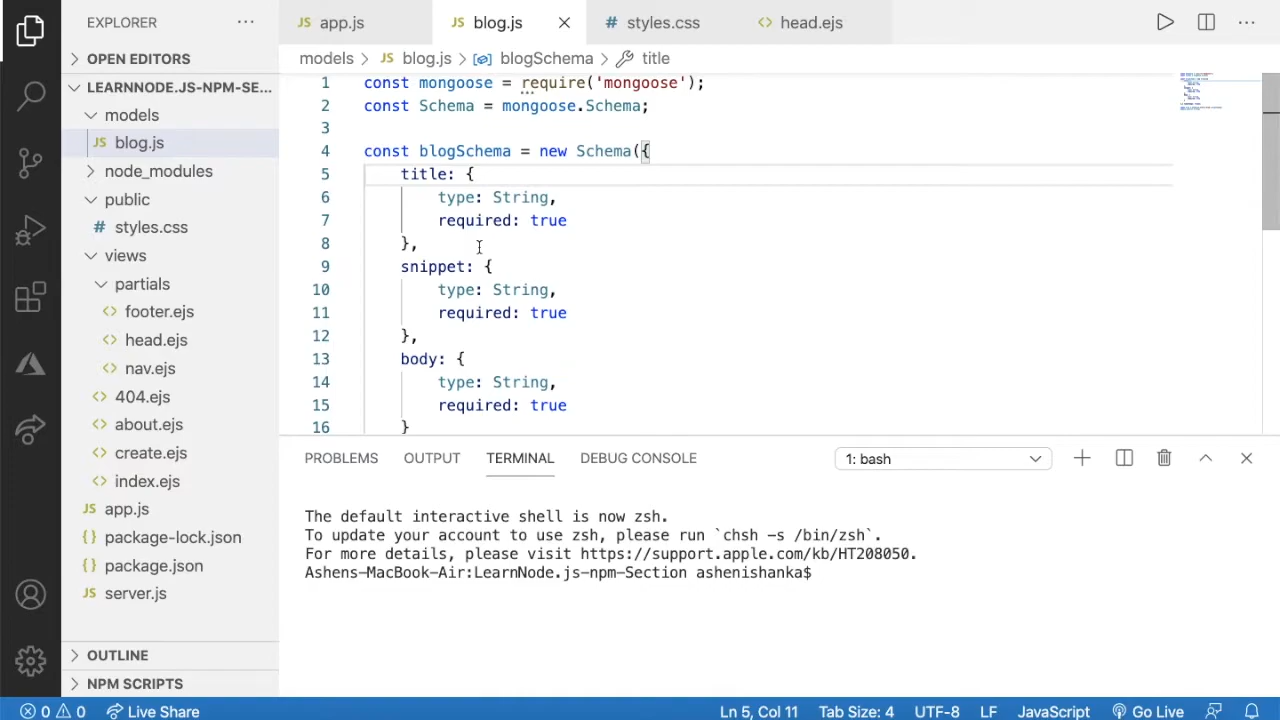 EXPLORER
OPEN EDITORS
LEARNNODE.JS-NPM-SE...
models
JS blog.js
node_modules
public
# styles.css
views
partials
<> footer.ejs
<> head.ejs
<> nav.ejs
<> 404.ejs
<> about.ejs
<> create.ejs
<> index.ejs
JS app.js
{} package-lock.json
{} package.json
JS server.js
OUTLINE
NPM SCRIPTS
JS app.js
JS blog.js
# styles.css
<> head.ejs
models > JS blog.js > blogSchema > title
1 const mongoose = require('mongoose');
2 const Schema = mongoose.Schema;
3
4 const blogSchema = new Schema({
5 title: {
6 type: String,
7 required: true
8 },
9 snippet: {
10 type: String,
11 required: true
12 },
13 body: {
14 type: String,
15 required: true
16 }
PROBLEMS OUTPUT TERMINAL DEBUG CONSOLE 1: bash
The default interactive shell is now zsh.
To update your account to use zsh, please run `chsh -s /bin/zsh`.
For more details, please visit https://support.apple.com/kb/HT208050.
Ashens-MacBook-Air:LearnNode.js-npm-Section ashenishanka$
0 0 Live Share Ln 5, Col 11 Tab Size: 4 UTF-8 LF JavaScript Go Live